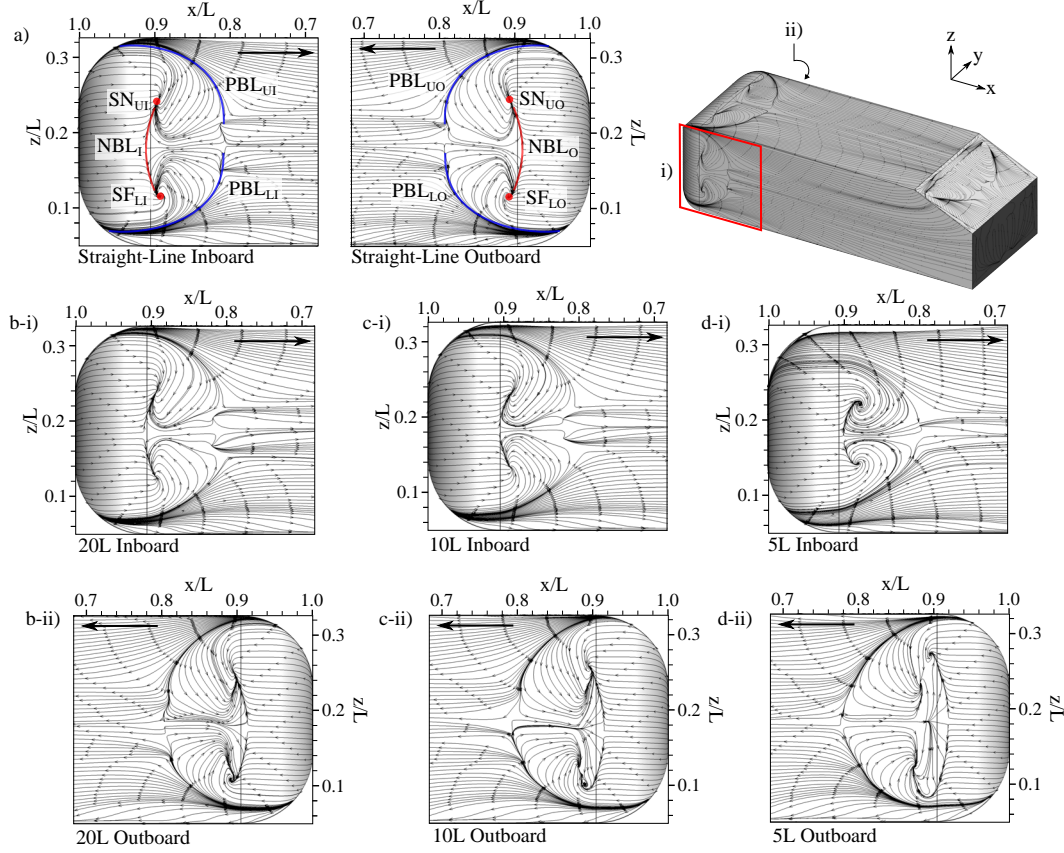 x/L
x/L
1.0 0.9 0.8 0.7
0.7 0.8 0.9 1.0
a)
ii)
z
y
x
i)
0.3
0.2
0.1
z/L
PBL_UI
SN_UI
NBL_I
SF_LI
PBL_LI
PBL_UO
SN_UO
NBL_O
PBL_LO
SF_LO
0.3
0.2
0.1
z/L
Straight-Line Inboard
Straight-Line Outboard
x/L
x/L
x/L
b-i)
1.0 0.9 0.8 0.7
c-i)
1.0 0.9 0.8 0.7
d-i)
1.0 0.9 0.8 0.7
0.3
0.2
0.1
z/L
0.3
0.2
0.1
z/L
0.3
0.2
0.1
z/L
20L Inboard
10L Inboard
5L Inboard
x/L
x/L
x/L
0.7 0.8 0.9 1.0
0.7 0.8 0.9 1.0
0.7 0.8 0.9 1.0
b-ii)
c-ii)
d-ii)
0.3
0.2
0.1
z/L
0.3
0.2
0.1
z/L
0.3
0.2
0.1
z/L
20L Outboard
10L Outboard
5L Outboard